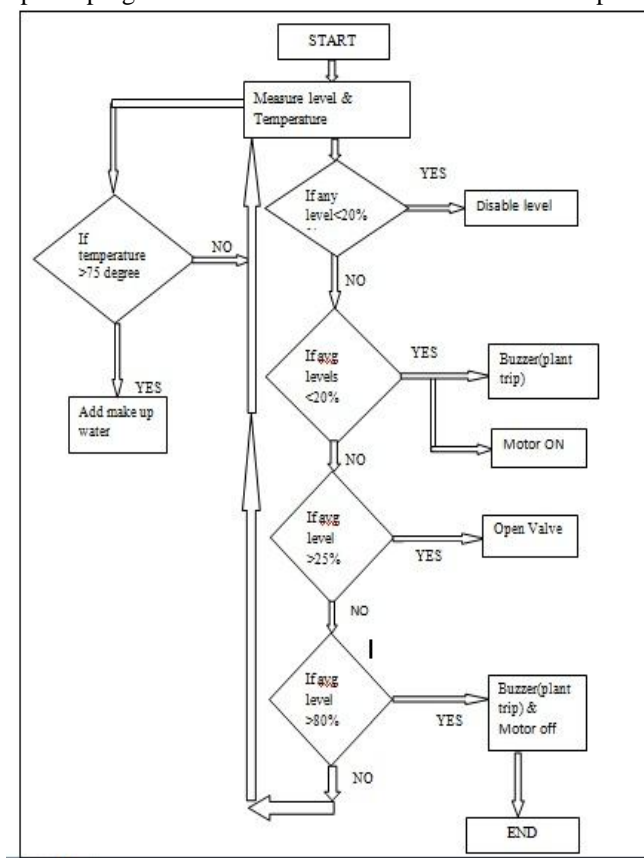 START
Measure level &
Temperature
YES
If any
level<20%
Disable level
If
temperature
>75 degree
NO
NO
If avg
levels
<20%
YES
Buzzer(plant
trip)
YES
Add make up
water
Motor ON
NO
If avg
level
>25%
Open Valve
YES
NO
If avg
level
>80%
Buzzer(plant
trip) &
Motor off
YES
NO
END